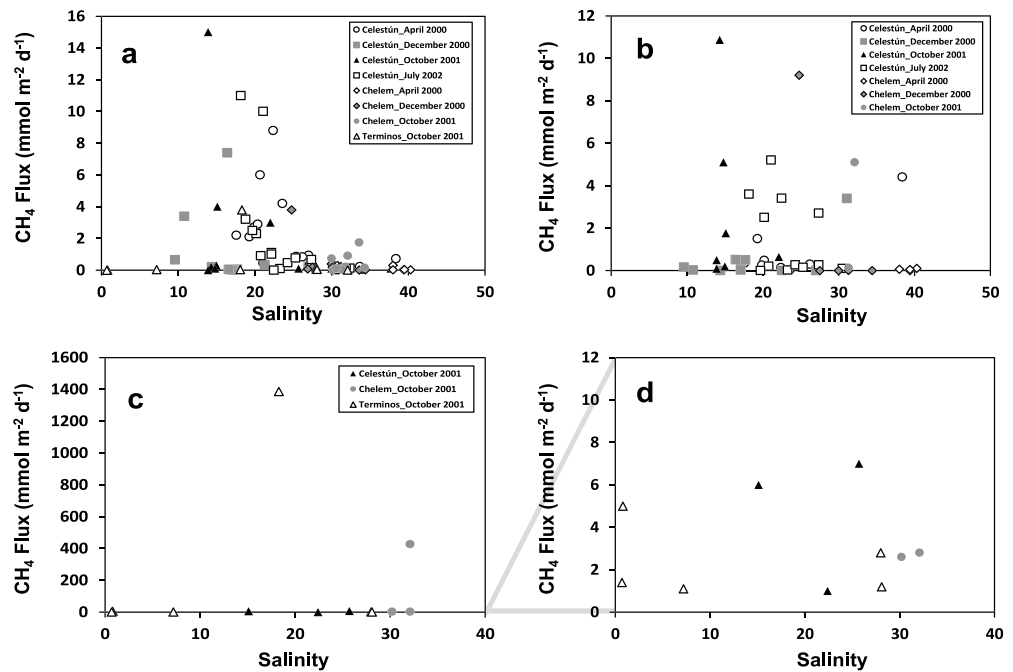 a
16
14
12
10
8
6
4
2
0
0 10 20 30 40 50
CH4 Flux (mmol m-2 d-1)
Salinity
Celestún_April 2000
Celestún_December 2000
Celestún_October 2001
Celestún_July 2002
Chelem_April 2000
Chelem_December 2000
Chelem_October 2001
Terminos_October 2001
b
12
10
8
6
4
2
0
0 10 20 30 40 50
CH4 Flux (mmol m-2 d-1)
Salinity
Celestún_April 2000
Celestún_December 2000
Celestún_October 2001
Celestún_July 2002
Chelem_April 2000
Chelem_December 2000
Chelem_October 2001
c
1600
1400
1200
1000
800
600
400
200
0
0 10 20 30 40
CH4 Flux (mmol m-2 d-1)
Salinity
Celestún_October 2001
Chelem_October 2001
Terminos_October 2001
d
12
10
8
6
4
2
0
0 10 20 30 40
CH4 Flux (mmol m-2 d-1)
Salinity